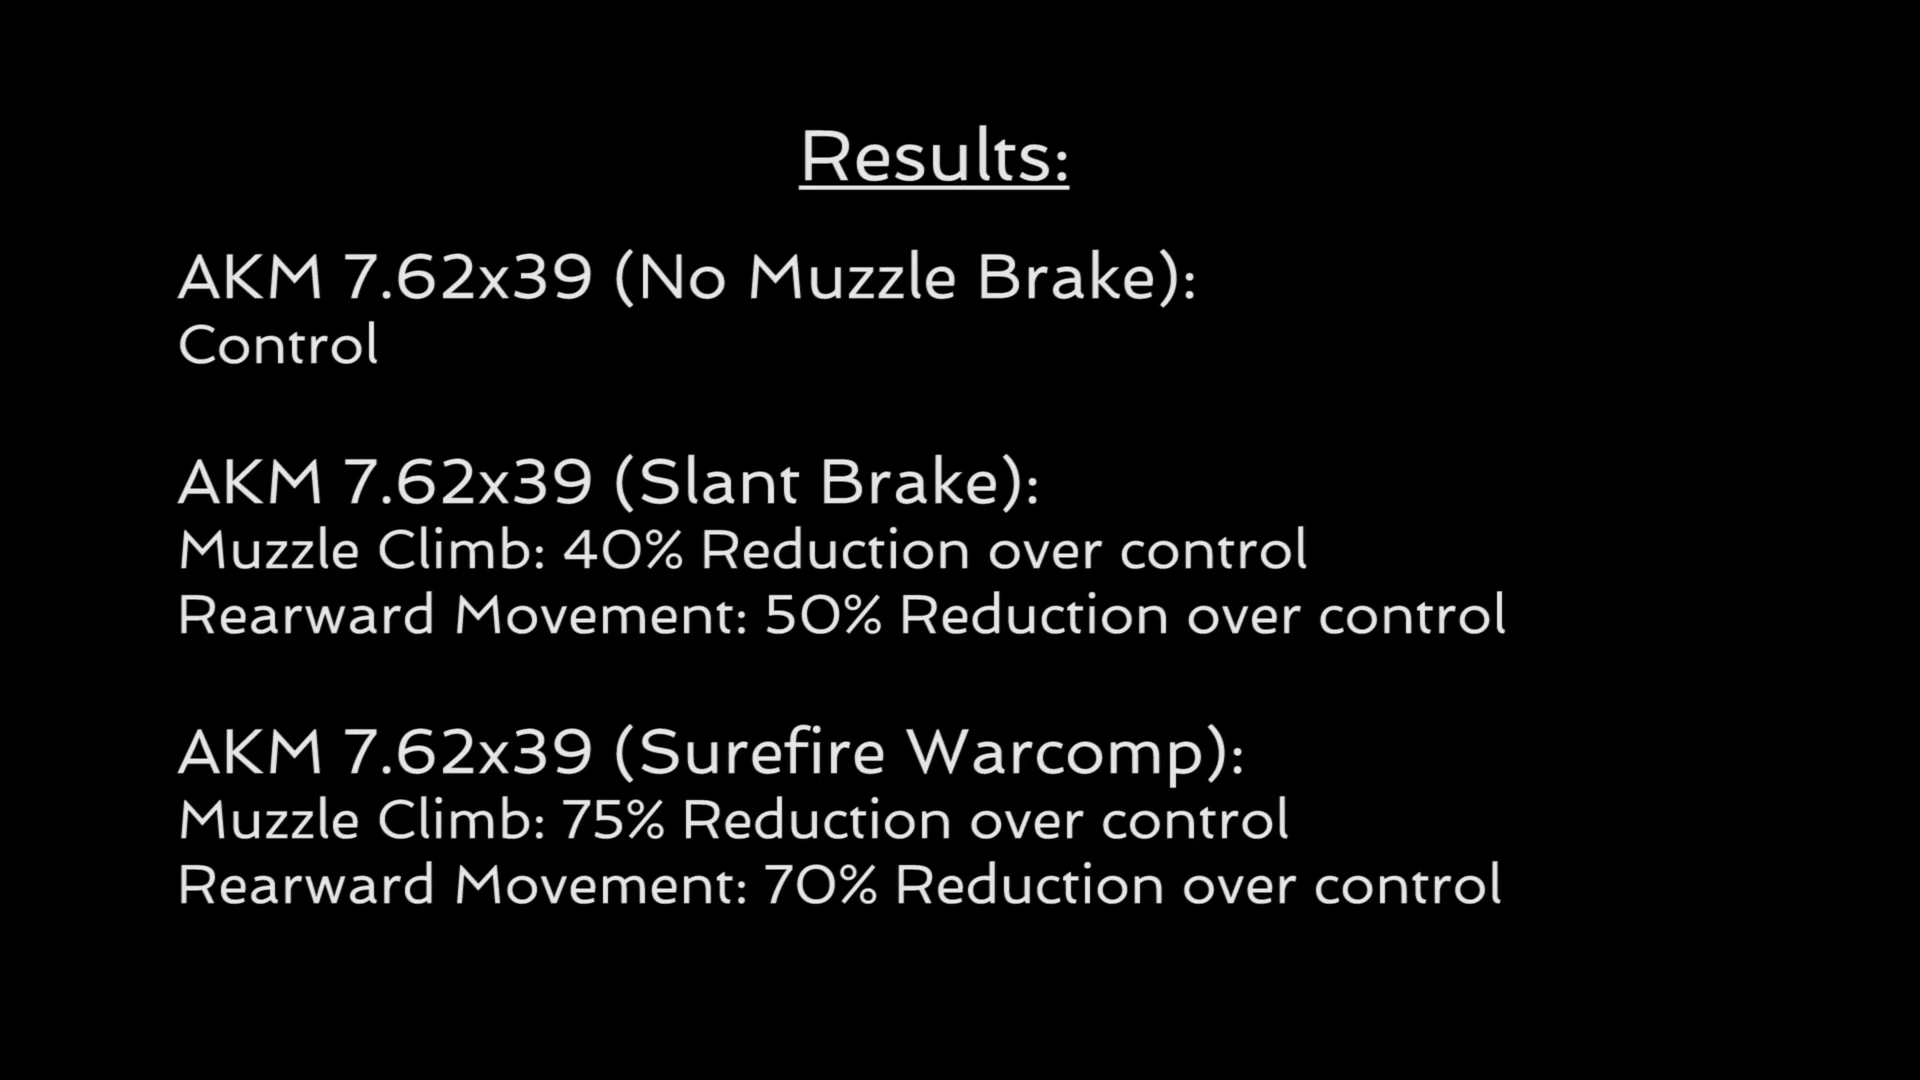 Results:
AKM 7.62x39 (No Muzzle Brake):
Control
AKM 7.62x39 (Slant Brake):
Muzzle Climb: 40% Reduction over control
Rearward Movement: 50% Reduction over control
AKM 7.62x39 (Surefire Warcomp):
Muzzle Climb: 75% Reduction over control
Rearward Movement: 70% Reduction over control